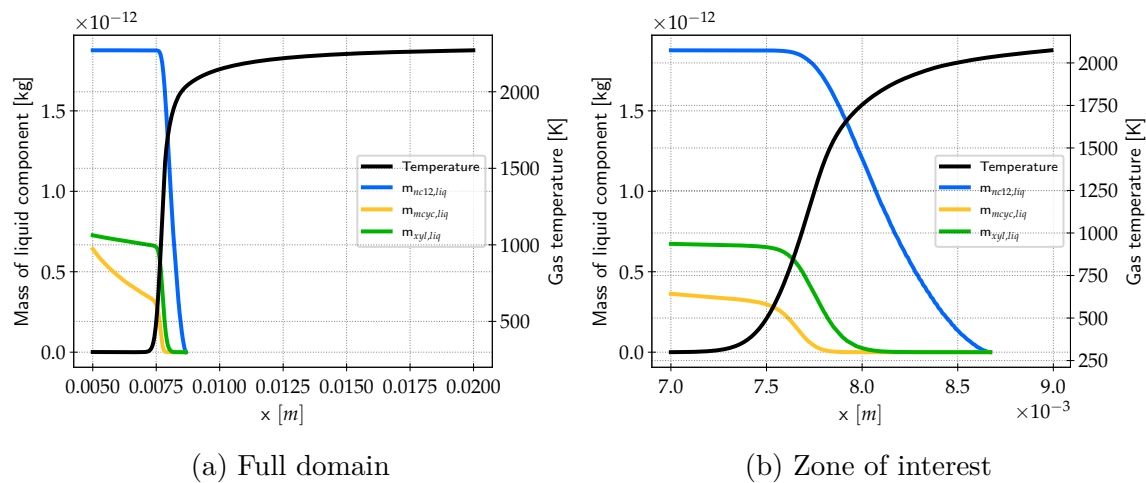 ×10⁻¹²
1.5
1.0
0.5
0.0
Mass of liquid component [kg]
2000
1500
1000
500
Gas temperature [K]
Temperature
m_nc12,liq
m_mcyc,liq
m_xyl,liq
0.0050 0.0075 0.0100 0.0125 0.0150 0.0175 0.0200
x [m]
(a) Full domain
×10⁻¹²
1.5
1.0
0.5
0.0
Mass of liquid component [kg]
2000
1750
1500
1250
1000
750
500
250
Gas temperature [K]
Temperature
m_nc12,liq
m_mcyc,liq
m_xyl,liq
7.0 7.5 8.0 8.5 9.0
x [m]
×10⁻³
(b) Zone of interest